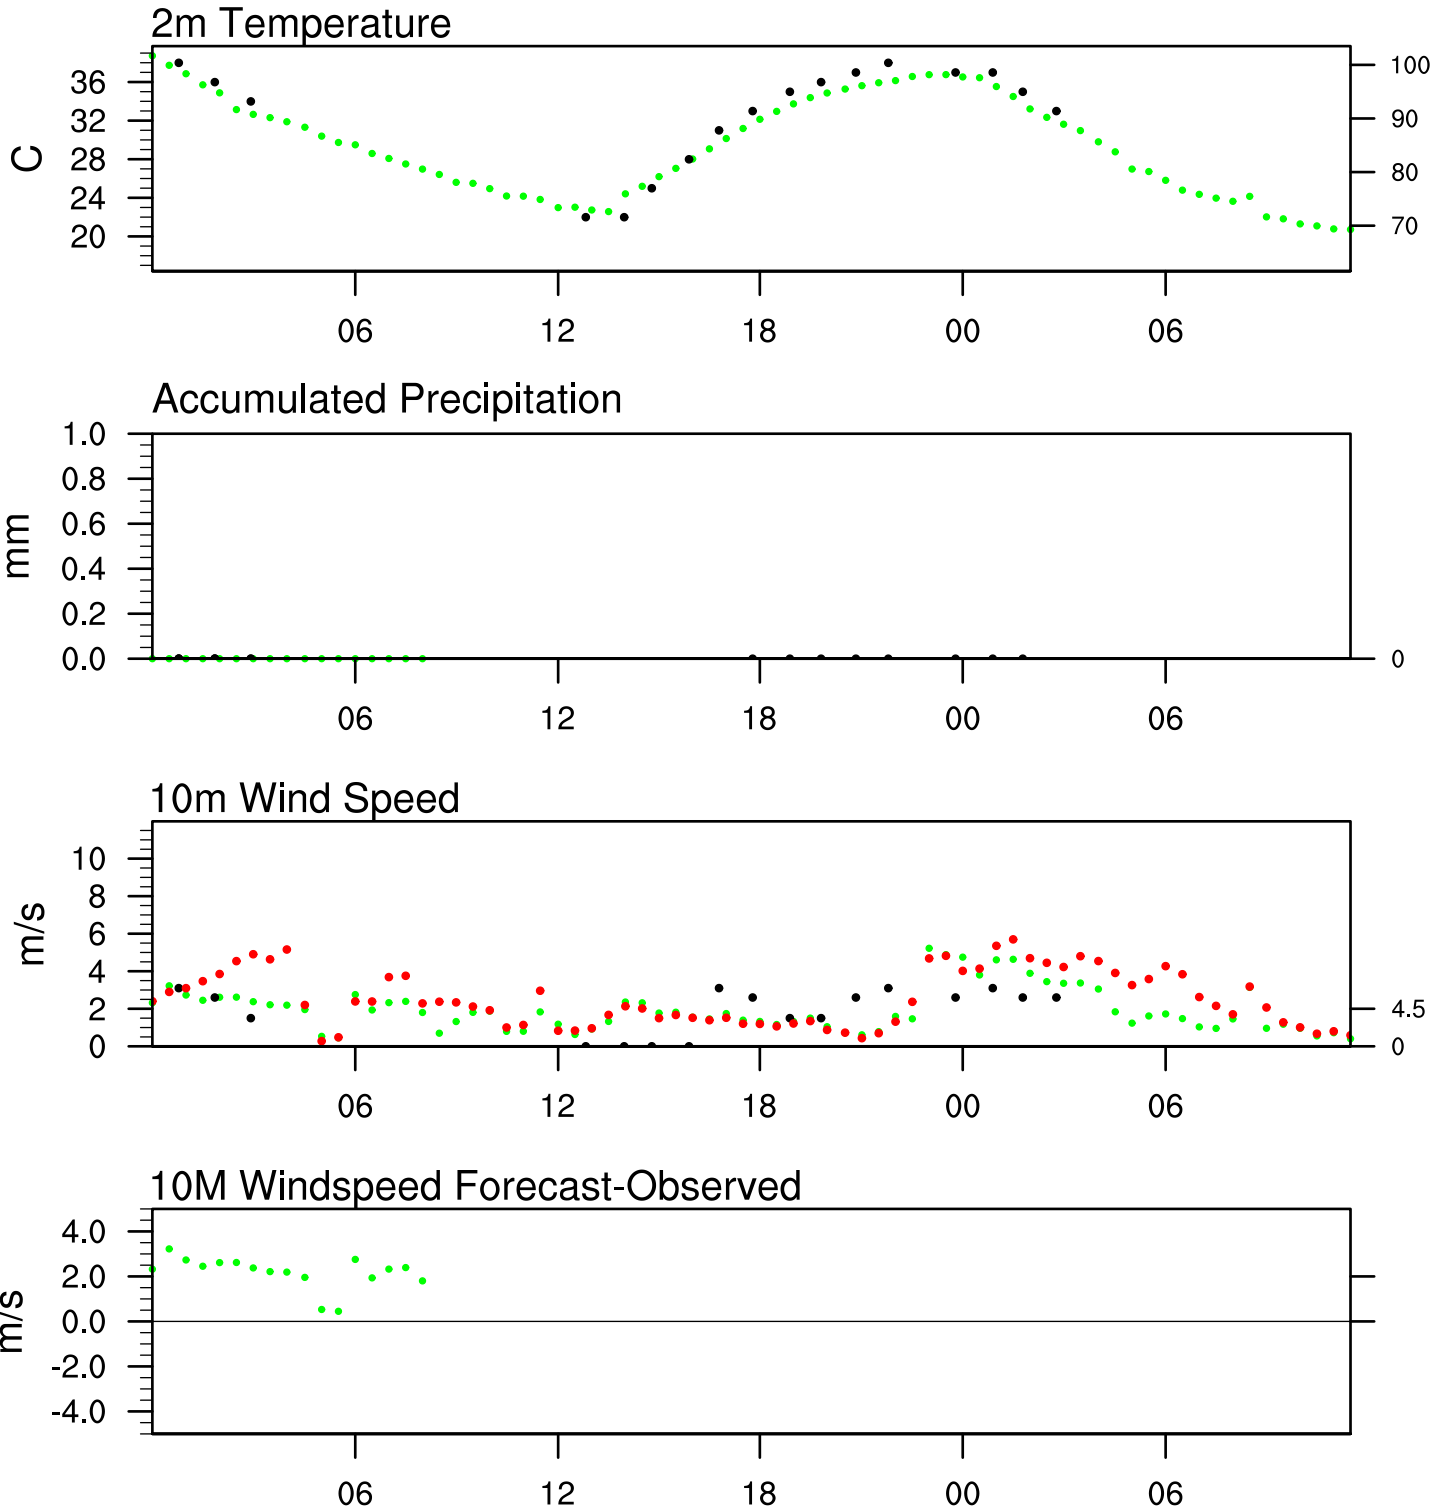 2m Temperature
C
36
32
28
24
20
100
90
80
70
06 12 18 00 06
Accumulated Precipitation
mm
1.0
0.8
0.6
0.4
0.2
0.0
0
06 12 18 00 06
10m Wind Speed
m/s
10
8
6
4
2
0
4.5
0
06 12 18 00 06
10M Windspeed Forecast-Observed
m/s
4.0
2.0
0.0
-2.0
-4.0
06 12 18 00 06